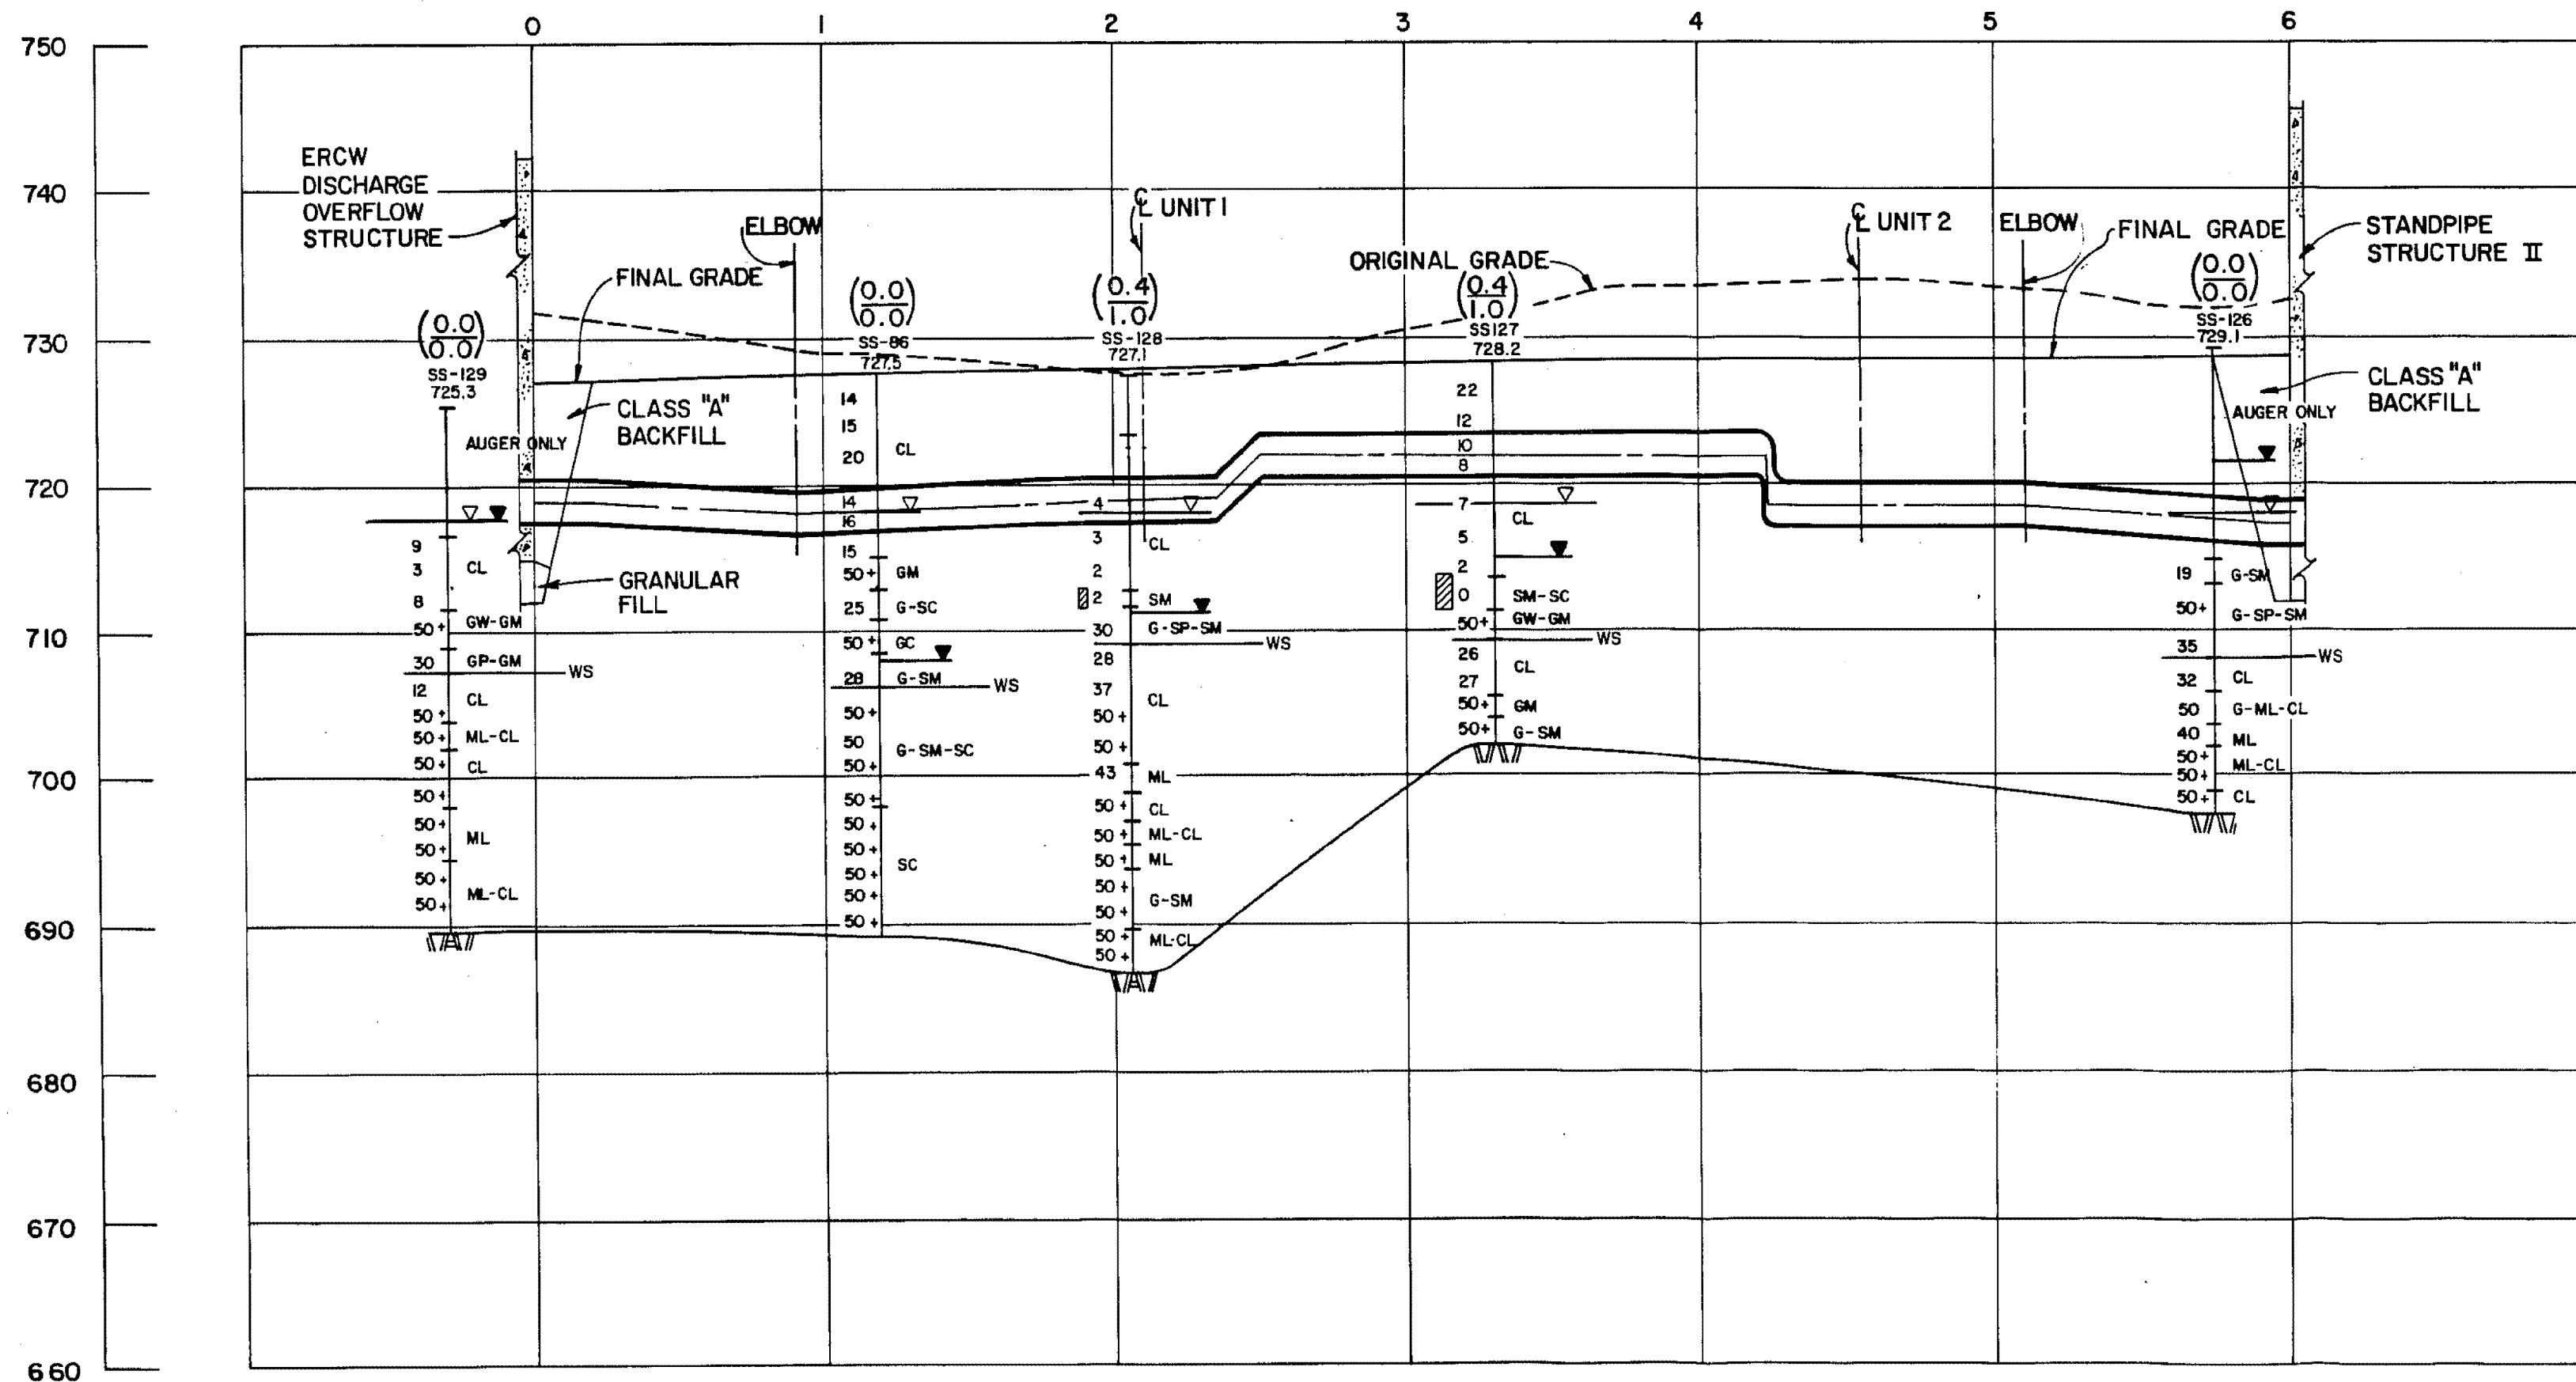 0 1 2 3 4 5 6
750
740
730
720
710
700
690
680
670
660
ERCW
DISCHARGE
OVERFLOW
STRUCTURE
ELBOW
FINAL GRADE
℄ UNIT 1
ORIGINAL GRADE
℄ UNIT 2
ELBOW
FINAL GRADE
STANDPIPE
STRUCTURE II
CLASS "A"
BACKFILL
GRANULAR
FILL
CLASS "A"
BACKFILL
(0.0
0.0)
SS-129
725.3
AUGER ONLY
9
3 CL
8
50+ GW-GM
30 GP-GM
WS
12 CL
50+
50+ ML-CL
50+ CL
50+
50+ ML
50+
50+ ML-CL
50+
(0.0
0.0)
SS-86
727.5
14
15 CL
20
14
16
15
50+ GM
25 G-SC
50+ GC
28 G-SM WS
50+
50 G-SM-SC
50+
50+
50+
50+ SC
50+
50+
50+
(0.4
1.0)
SS-128
727.1
4
3 CL
2
2 SM
30 G-SP-SM
WS
28
37 CL
50+
50+
43 ML
50+ CL
50+ ML-CL
50+ ML
50+ G-SM
50+
50+ ML-CL
50+
(0.4
1.0)
SS127
728.2
22
12
10
8
7 CL
5
2
0 SM-SC
50+ GW-GM
WS
26 CL
27
50+ GM
50+ G-SM
(0.0
0.0)
SS-126
729.1
AUGER ONLY
19 G-SM
50+ G-SP-SM
35 WS
32 CL
50 G-ML-CL
40 ML
50+ ML-CL
50+
50+ CL